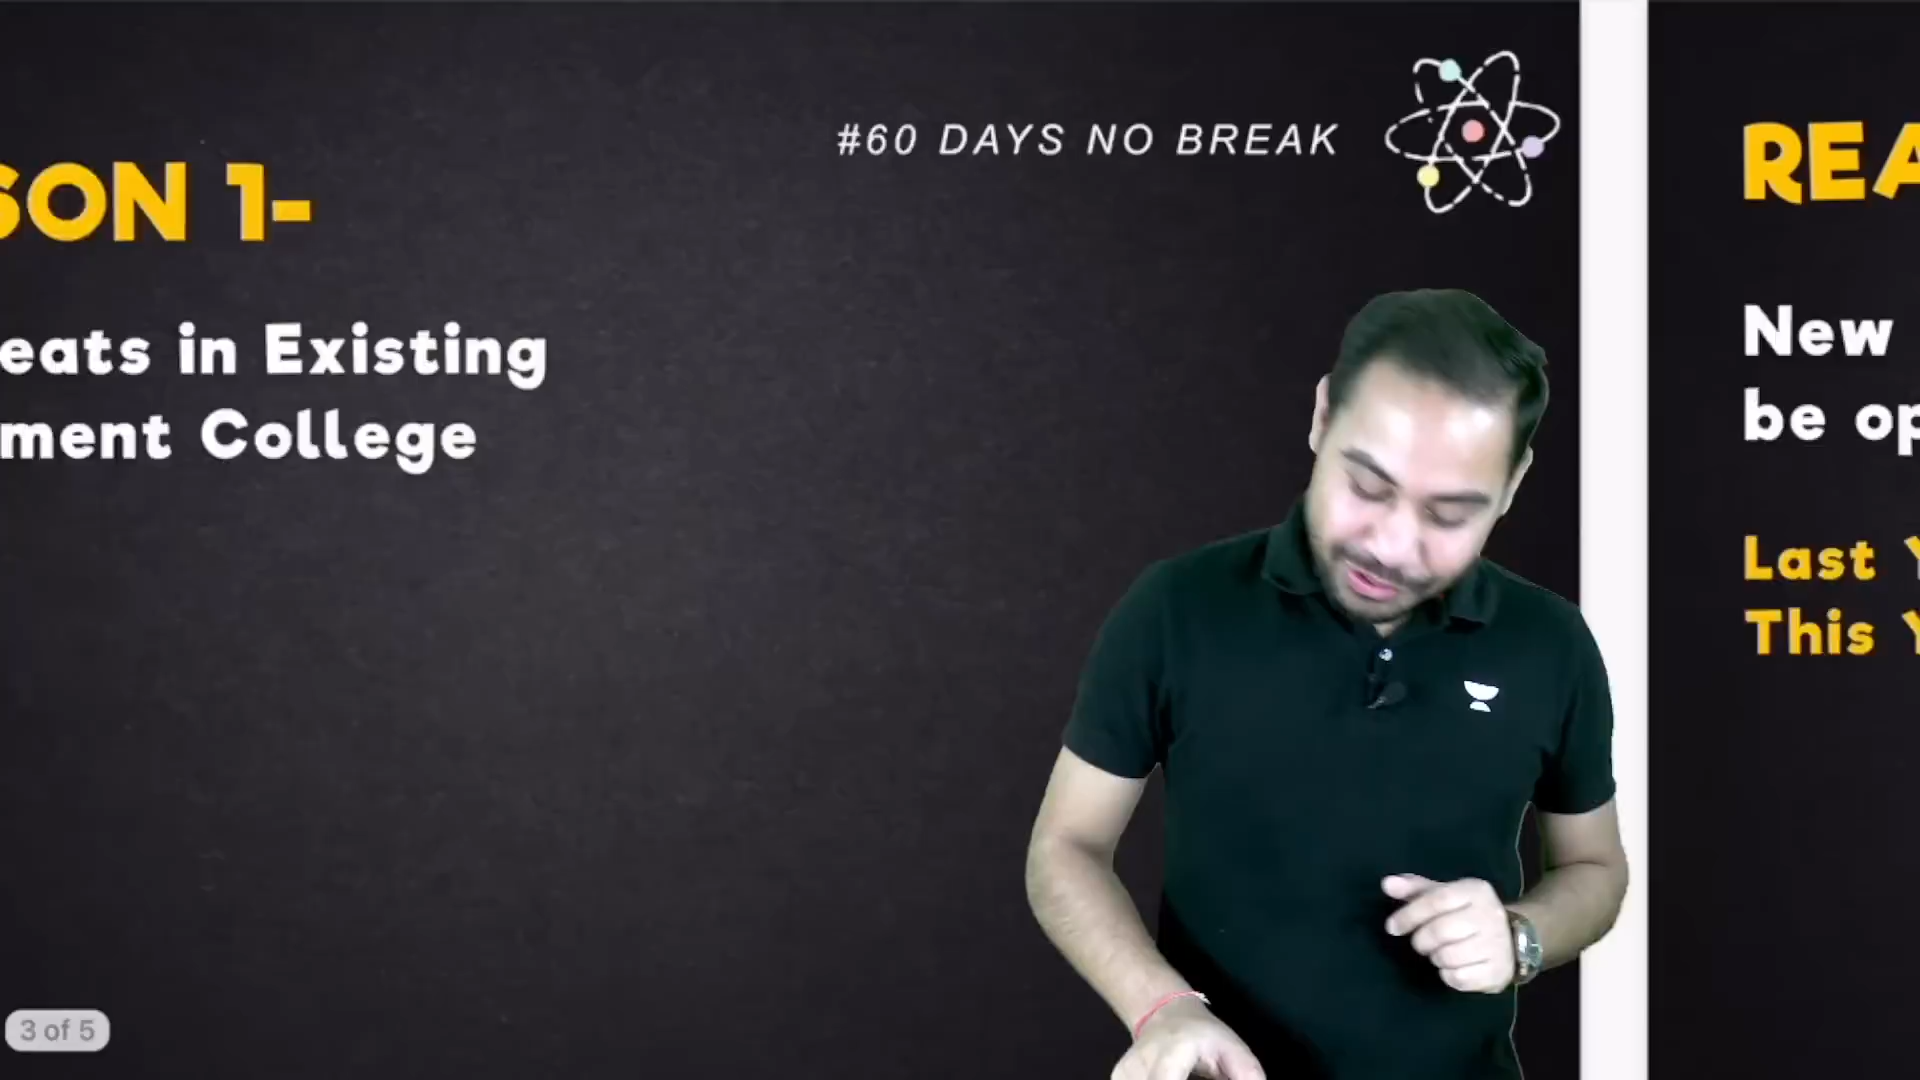 #60 DAYS NO BREAK
SON 1-
eats in Existing
ment College
3 of 5
REA
New
be op
Last Y
This Y